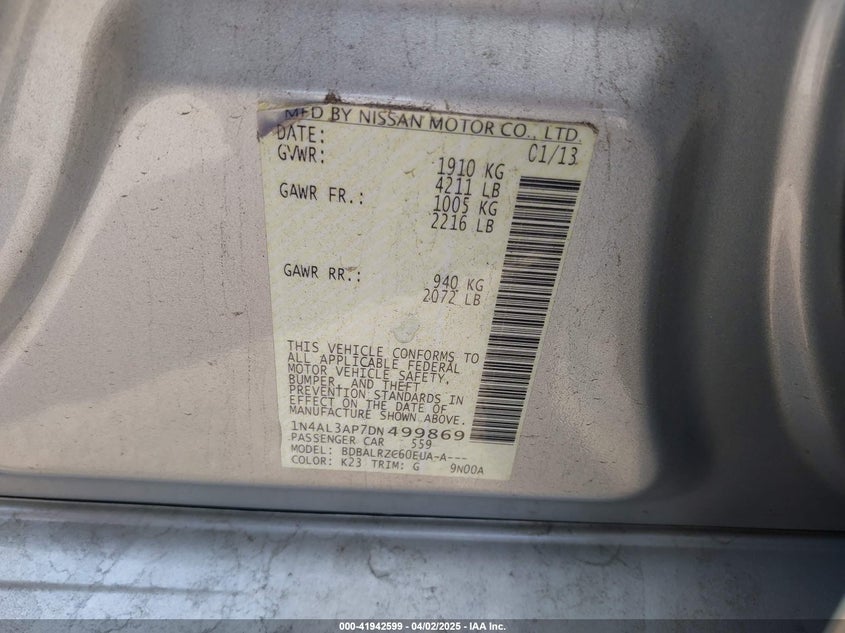 MFD BY NISSAN MOTOR CO., LTD.
DATE: 01/13
GVWR: 1910 KG
4211 LB
GAWR FR.: 1005 KG
2216 LB
GAWR RR.: 940 KG
2072 LB
THIS VEHICLE CONFORMS TO
ALL APPLICABLE FEDERAL
MOTOR VEHICLE SAFETY,
BUMPER, AND THEFT
PREVENTION STANDARDS IN
EFFECT ON THE DATE OF
MANUFACTURE SHOWN ABOVE.
1N4AL3AP7DN499869
PASSENGER CAR 559
MODEL: BDBALRZC60EUA-A---
COLOR: K23 TRIM: G 9N00A
000-41942599 | 04/02/2025 | IAA Inc.